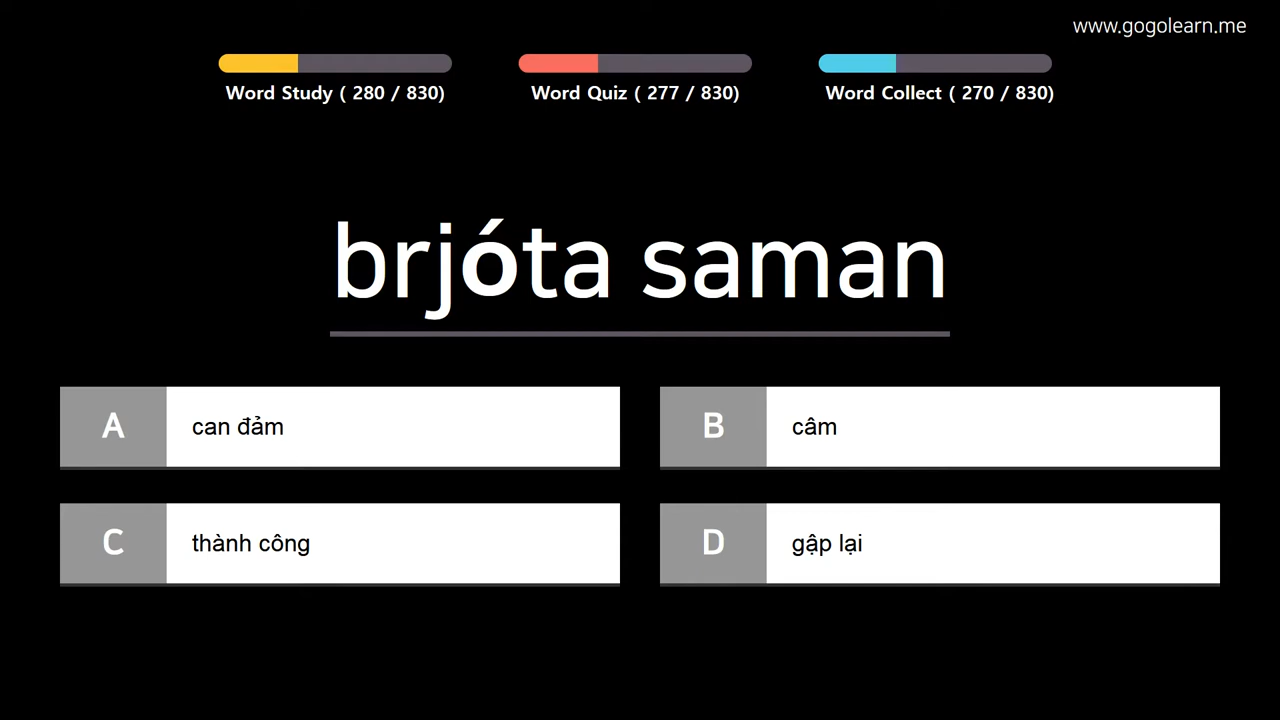 www.gogolearn.me
Word Study ( 280 / 830)
Word Quiz ( 277 / 830)
Word Collect ( 270 / 830)
brjóta saman
A can đảm
B câm
C thành công
D gập lại